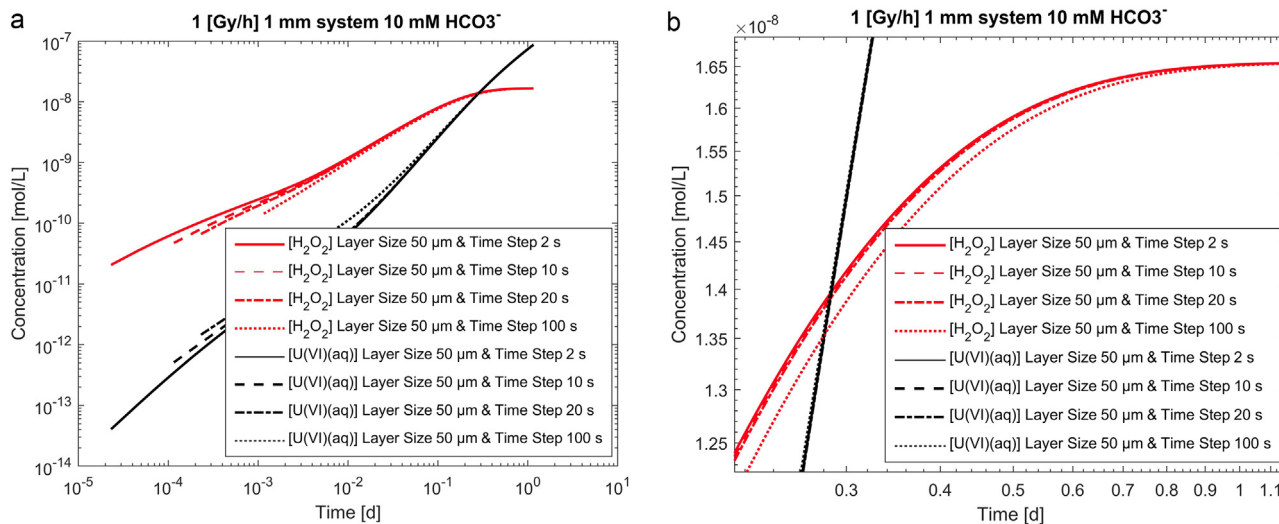 a
1 [Gy/h] 1 mm system 10 mM HCO3-
Concentration [mol/L]
10-7
10-8
10-9
10-10
10-11
10-12
10-13
10-14
10-5
10-4
10-3
10-2
10-1
100
101
Time [d]
[H2O2] Layer Size 50 µm & Time Step 2 s
[H2O2] Layer Size 50 µm & Time Step 10 s
[H2O2] Layer Size 50 µm & Time Step 20 s
[H2O2] Layer Size 50 µm & Time Step 100 s
[U(VI)(aq)] Layer Size 50 µm & Time Step 2 s
[U(VI)(aq)] Layer Size 50 µm & Time Step 10 s
[U(VI)(aq)] Layer Size 50 µm & Time Step 20 s
[U(VI)(aq)] Layer Size 50 µm & Time Step 100 s
b
1 [Gy/h] 1 mm system 10 mM HCO3-
×10-8
Concentration [mol/L]
1.65
1.6
1.55
1.5
1.45
1.4
1.35
1.3
1.25
0.3
0.4
0.5
0.6
0.7
0.8
0.9
1
1.1
Time [d]
[H2O2] Layer Size 50 µm & Time Step 2 s
[H2O2] Layer Size 50 µm & Time Step 10 s
[H2O2] Layer Size 50 µm & Time Step 20 s
[H2O2] Layer Size 50 µm & Time Step 100 s
[U(VI)(aq)] Layer Size 50 µm & Time Step 2 s
[U(VI)(aq)] Layer Size 50 µm & Time Step 10 s
[U(VI)(aq)] Layer Size 50 µm & Time Step 20 s
[U(VI)(aq)] Layer Size 50 µm & Time Step 100 s